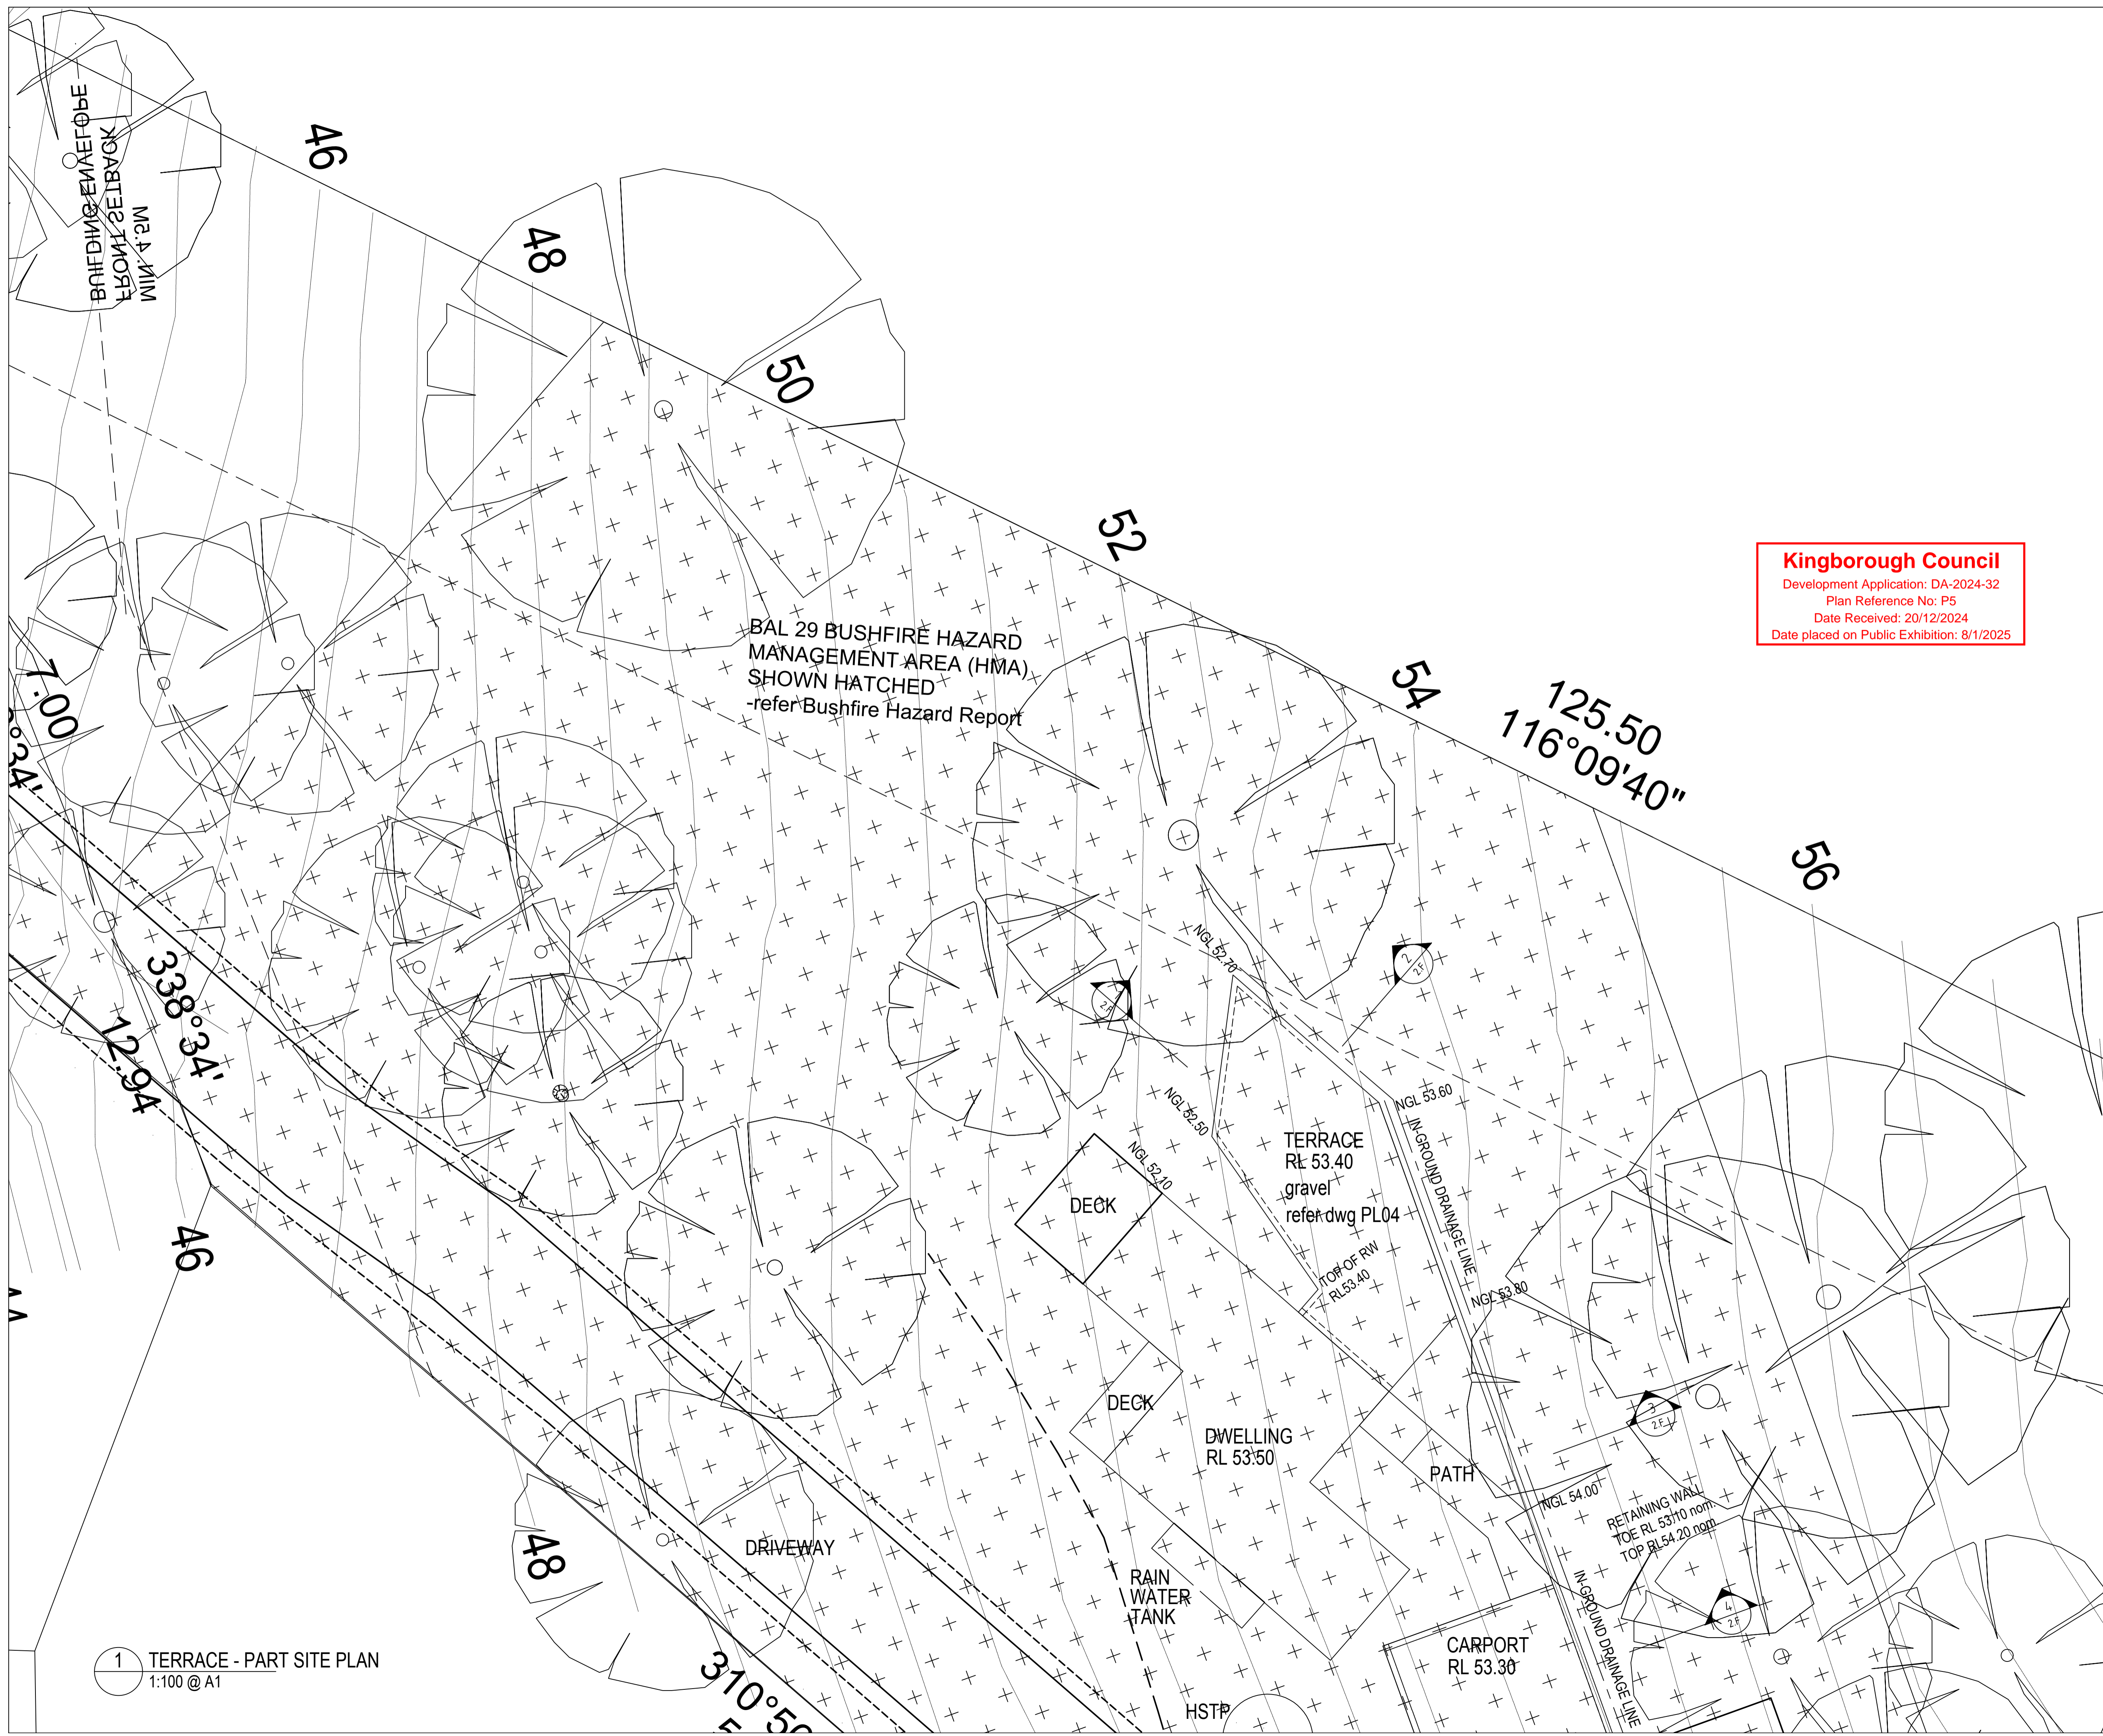 BUILDING ENVELOPE
FRONT SETBACK
MIN 4.5M
46
48
50
52
54
56
125.50
116°09'40"
Kingborough Council
Development Application: DA-2024-32
Plan Reference No: P5
Date Received: 20/12/2024
Date placed on Public Exhibition: 8/1/2025
BAL 29 BUSHFIRE HAZARD
MANAGEMENT AREA (HMA)
SHOWN HATCHED
-refer Bushfire Hazard Report
7.00
338°34'
12.94
46
48
NGL 52.70
2
2.F
NGL 52.50
NGL 52.10
NGL 53.60
TERRACE
RL 53.40
gravel
refer dwg PL04
IN-GROUND DRAINAGE LINE
TOP OF RW
RL53.40
NGL 53.80
DECK
DECK
DWELLING
RL 53.50
PATH
3
2.F
NGL 54.00
RETAINING WALL
TOE RL 53.10 nom.
TOP RL54.20 nom
4
2.F
IN-GROUND DRAINAGE LINE
DRIVEWAY
RAIN
WATER
TANK
CARPORT
RL 53.30
HSTP
1
TERRACE - PART SITE PLAN
1:100 @ A1